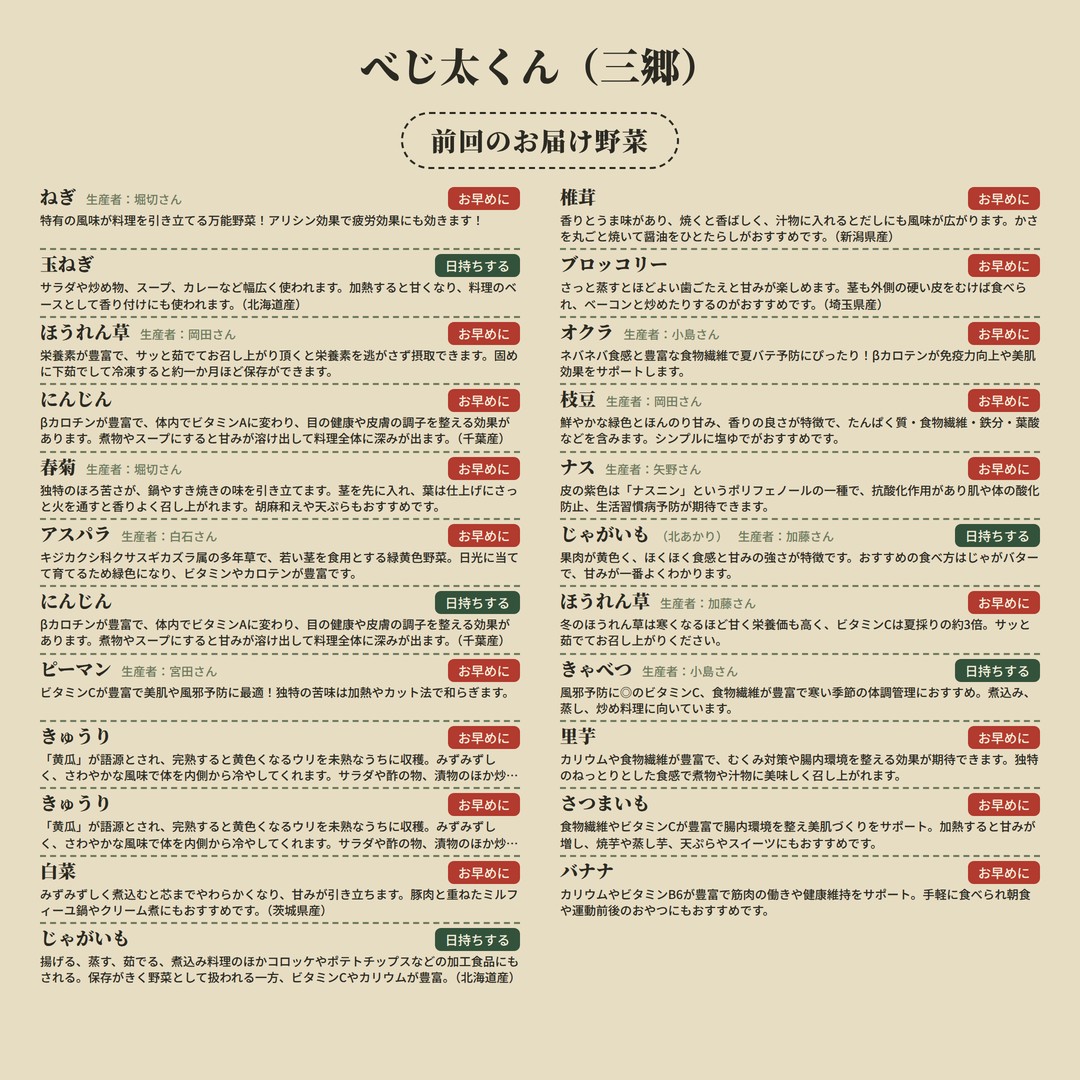 べじ太くん（三郷）
前回のお届け野菜
ねぎ 生産者：堀切さん お早めに
特有の風味が料理を引き立てる万能野菜！アリシン効果で疲労効果にも効きます！
玉ねぎ 日持ちする
サラダや炒め物、スープ、カレーなど幅広く使われます。加熱すると甘くなり、料理のベ
ースとして香り付けにも使われます。（北海道産）
ほうれん草 生産者：岡田さん お早めに
栄養素が豊富で、サッと茹でてお召し上がり頂くと栄養素を逃がさず摂取できます。固め
に下茹でして冷凍すると約一か月ほど保存ができます。
にんじん お早めに
βカロチンが豊富で、体内でビタミンAに変わり、目の健康や皮膚の調子を整える効果が
あります。煮物やスープにすると甘みが溶け出して料理全体に深みが出ます。（千葉産）
春菊 生産者：堀切さん お早めに
独特のほろ苦さが、鍋やすき焼きの味を引き立てます。茎を先に入れ、葉は仕上げにさっ
と火を通すと香りよく召し上がれます。胡麻和えや天ぷらもおすすめです。
アスパラ 生産者：白石さん お早めに
キジカクシ科クサスギカズラ属の多年草で、若い茎を食用とする緑黄色野菜。日光に当て
て育てるため緑色になり、ビタミンやカロテンが豊富です。
にんじん 日持ちする
βカロチンが豊富で、体内でビタミンAに変わり、目の健康や皮膚の調子を整える効果が
あります。煮物やスープにすると甘みが溶け出して料理全体に深みが出ます。（千葉産）
ピーマン 生産者：宮田さん お早めに
ビタミンCが豊富で美肌や風邪予防に最適！独特の苦味は加熱やカット法で和らぎます。
きゅうり お早めに
「黄瓜」が語源とされ、完熟すると黄色くなるウリを未熟なうちに収穫。みずみずし
く、さわやかな風味で体を内側から冷やしてくれます。サラダや酢の物、漬物のほか炒…
きゅうり お早めに
「黄瓜」が語源とされ、完熟すると黄色くなるウリを未熟なうちに収穫。みずみずし
く、さわやかな風味で体を内側から冷やしてくれます。サラダや酢の物、漬物のほか炒…
白菜 お早めに
みずみずしく煮込むと芯までやわらかくなり、甘みが引き立ちます。豚肉と重ねたミルフ
ィーユ鍋やクリーム煮にもおすすめです。（茨城県産）
じゃがいも 日持ちする
揚げる、蒸す、茹でる、煮込み料理のほかコロッケやポテトチップスなどの加工食品にも
される。保存がきく野菜として扱われる一方、ビタミンCやカリウムが豊富。（北海道産）
椎茸 お早めに
香りとうま味があり、焼くと香ばしく、汁物に入れるとだしにも風味が広がります。かさ
を丸ごと焼いて醤油をひとたらしがおすすめです。（新潟県産）
ブロッコリー お早めに
さっと蒸すとほどよい歯ごたえと甘みが楽しめます。茎も外側の硬い皮をむけば食べら
れ、ベーコンと炒めたりするのがおすすめです。（埼玉県産）
オクラ 生産者：小島さん お早めに
ネバネバ食感と豊富な食物繊維で夏バテ予防にぴったり！βカロテンが免疫力向上や美肌
効果をサポートします。
枝豆 生産者：岡田さん お早めに
鮮やかな緑色とほんのり甘み、香りの良さが特徴で、たんぱく質・食物繊維・鉄分・葉酸
などを含みます。シンプルに塩ゆでがおすすめです。
ナス 生産者：矢野さん お早めに
皮の紫色は「ナスニン」というポリフェノールの一種で、抗酸化作用があり肌や体の酸化
防止、生活習慣病予防が期待できます。
じゃがいも （北あかり） 生産者：加藤さん 日持ちする
果肉が黄色く、ほくほく食感と甘みの強さが特徴です。おすすめの食べ方はじゃがバター
で、甘みが一番よくわかります。
ほうれん草 生産者：加藤さん お早めに
冬のほうれん草は寒くなるほど甘く栄養価も高く、ビタミンCは夏採りの約3倍。サッと
茹でてお召し上がりください。
きゃべつ 生産者：小島さん 日持ちする
風邪予防に◎のビタミンC、食物繊維が豊富で寒い季節の体調管理におすすめ。煮込み、
蒸し、炒め料理に向いています。
里芋 お早めに
カリウムや食物繊維が豊富で、むくみ対策や腸内環境を整える効果が期待できます。独特
のねっとりとした食感で煮物や汁物に美味しく召し上がれます。
さつまいも お早めに
食物繊維やビタミンCが豊富で腸内環境を整え美肌づくりをサポート。加熱すると甘みが
増し、焼芋や蒸し芋、天ぷらやスイーツにもおすすめです。
バナナ お早めに
カリウムやビタミンB6が豊富で筋肉の働きや健康維持をサポート。手軽に食べられ朝食
や運動前後のおやつにもおすすめです。